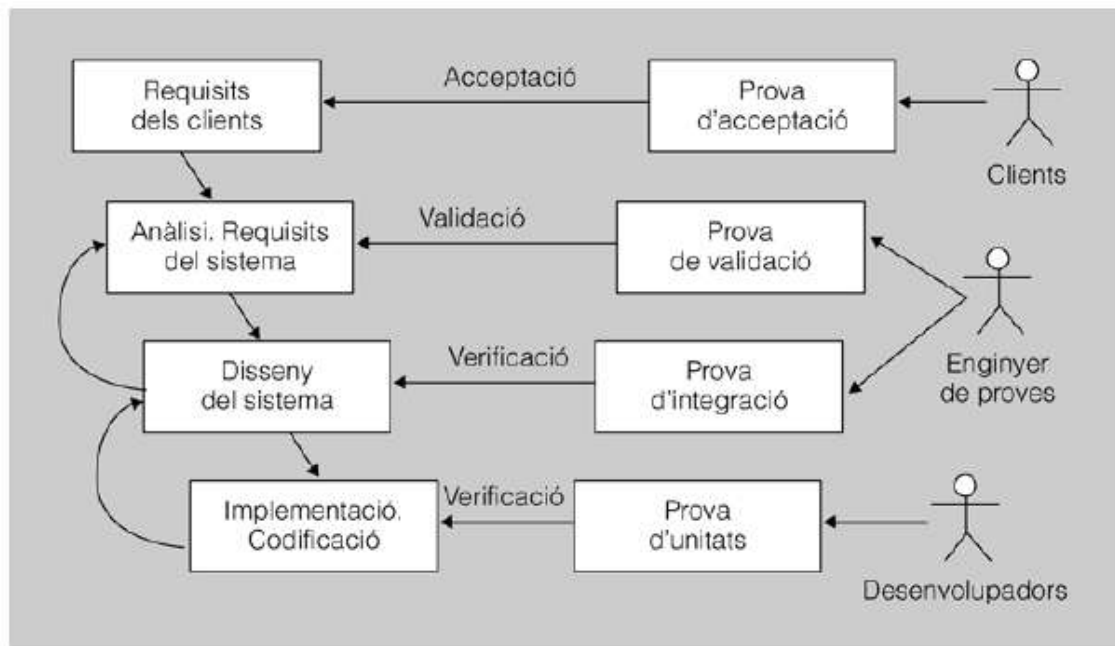 Requisits
dels clients
Acceptació
Prova
d'acceptació
Clients
Anàlisi. Requisits
del sistema
Validació
Prova
de validació
Enginyer
de proves
Disseny
del sistema
Verificació
Prova
d'integració
Implementació.
Codificació
Verificació
Prova
d'unitats
Desenvolupadors